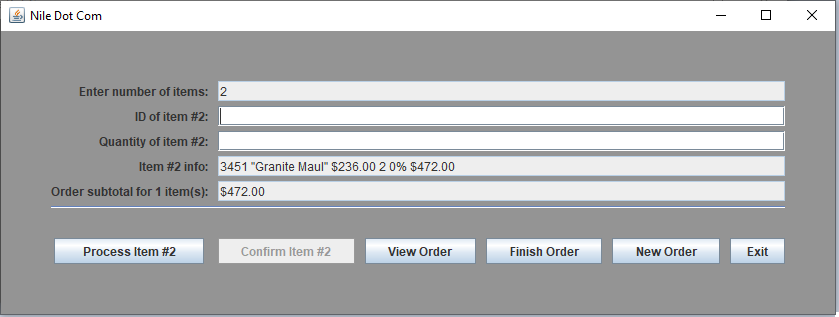 Nile Dot Com
Enter number of items: 2
ID of item #2:
Quantity of item #2:
Item #2 info: 3451 "Granite Maul" $236.00 2 0% $472.00
Order subtotal for 1 item(s): $472.00
Process Item #2 Confirm Item #2 View Order Finish Order New Order Exit